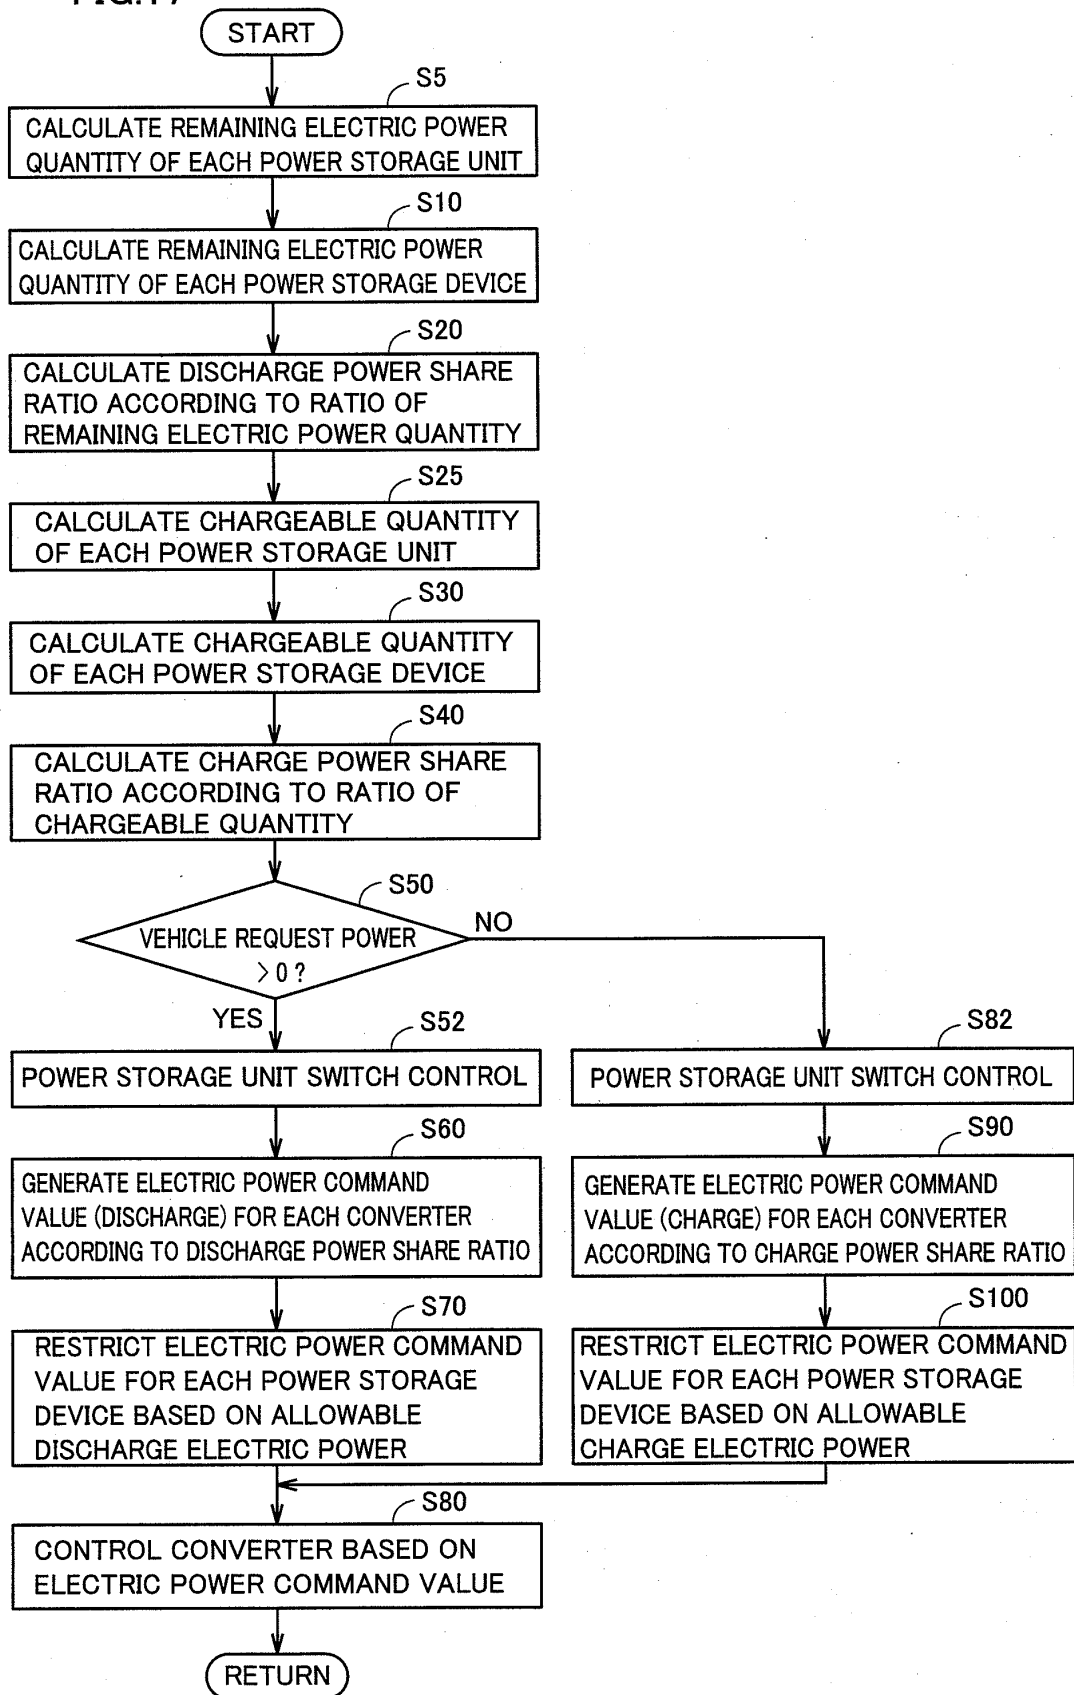 START
S5
CALCULATE REMAINING ELECTRIC POWER
QUANTITY OF EACH POWER STORAGE UNIT
S10
CALCULATE REMAINING ELECTRIC POWER
QUANTITY OF EACH POWER STORAGE DEVICE
S20
CALCULATE DISCHARGE POWER SHARE
RATIO ACCORDING TO RATIO OF
REMAINING ELECTRIC POWER QUANTITY
S25
CALCULATE CHARGEABLE QUANTITY
OF EACH POWER STORAGE UNIT
S30
CALCULATE CHARGEABLE QUANTITY
OF EACH POWER STORAGE DEVICE
S40
CALCULATE CHARGE POWER SHARE
RATIO ACCORDING TO RATIO OF
CHARGEABLE QUANTITY
S50
VEHICLE REQUEST POWER
>0?
NO
YES
S52
POWER STORAGE UNIT SWITCH CONTROL
S60
GENERATE ELECTRIC POWER COMMAND
VALUE (DISCHARGE) FOR EACH CONVERTER
ACCORDING TO DISCHARGE POWER SHARE RATIO
S70
RESTRICT ELECTRIC POWER COMMAND
VALUE FOR EACH POWER STORAGE
DEVICE BASED ON ALLOWABLE
DISCHARGE ELECTRIC POWER
S82
POWER STORAGE UNIT SWITCH CONTROL
S90
GENERATE ELECTRIC POWER COMMAND
VALUE (CHARGE) FOR EACH CONVERTER
ACCORDING TO CHARGE POWER SHARE RATIO
S100
RESTRICT ELECTRIC POWER COMMAND
VALUE FOR EACH POWER STORAGE
DEVICE BASED ON ALLOWABLE
CHARGE ELECTRIC POWER
S80
CONTROL CONVERTER BASED ON
ELECTRIC POWER COMMAND VALUE
RETURN